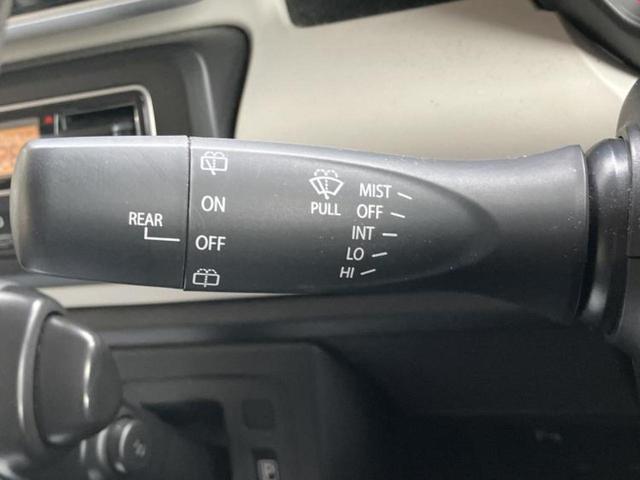 REAR
ON
OFF
PULL
MIST
OFF
INT
LO
HI
P